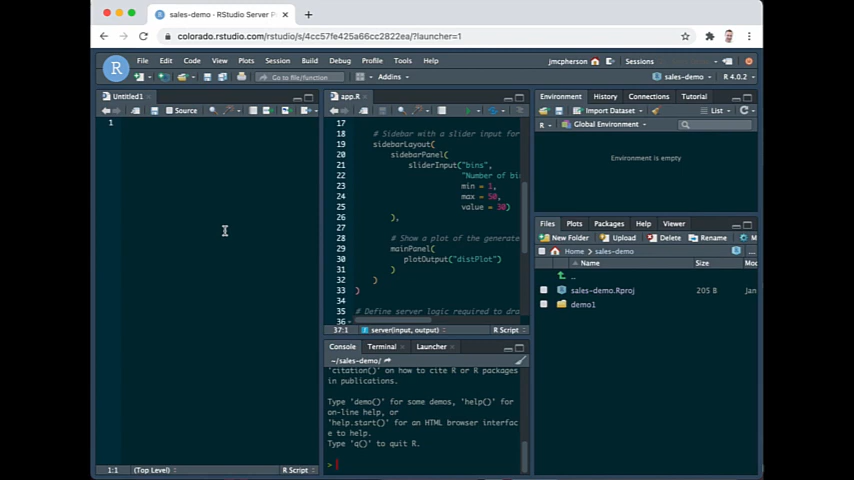 sales-demo - RStudio Server P
colorado.rstudio.com/rstudio/s/4cc57fe425a66cc2822ea/?launcher=1
R
File Edit Code View Plots Session Build Debug Profile Tools Help
jmcpherson
Sessions
Go to file/function
Addins
sales-demo
R 4.0.2
Untitled1
Source
1
1:1
(Top Level)
R Script
app.R
17
18 # Sidebar with a slider input for
19 sidebarLayout(
20 sidebarPanel(
21 sliderInput("bins",
22 "Number of bi
23 min = 1,
24 max = 50,
25 value = 30)
26 ),
27
28 # Show a plot of the generate
29 mainPanel(
30 plotOutput("distPlot")
31 )
32 )
33 )
34
35 # Define server logic required to dra
36
37:1
server(input, output)
R Script
Console Terminal Launcher
~/sales-demo/
'citation()' on how to cite R or R packages
in publications.
Type 'demo()' for some demos, 'help()' for
on-line help, or
'help.start()' for an HTML browser interfac
e to help.
Type 'q()' to quit R.
>
Environment History Connections Tutorial
Import Dataset
List
R
Global Environment
Environment is empty
Files Plots Packages Help Viewer
New Folder Upload Delete Rename M
Home sales-demo
Name Size Mod
..
sales-demo.Rproj 205 B Jan
demo1